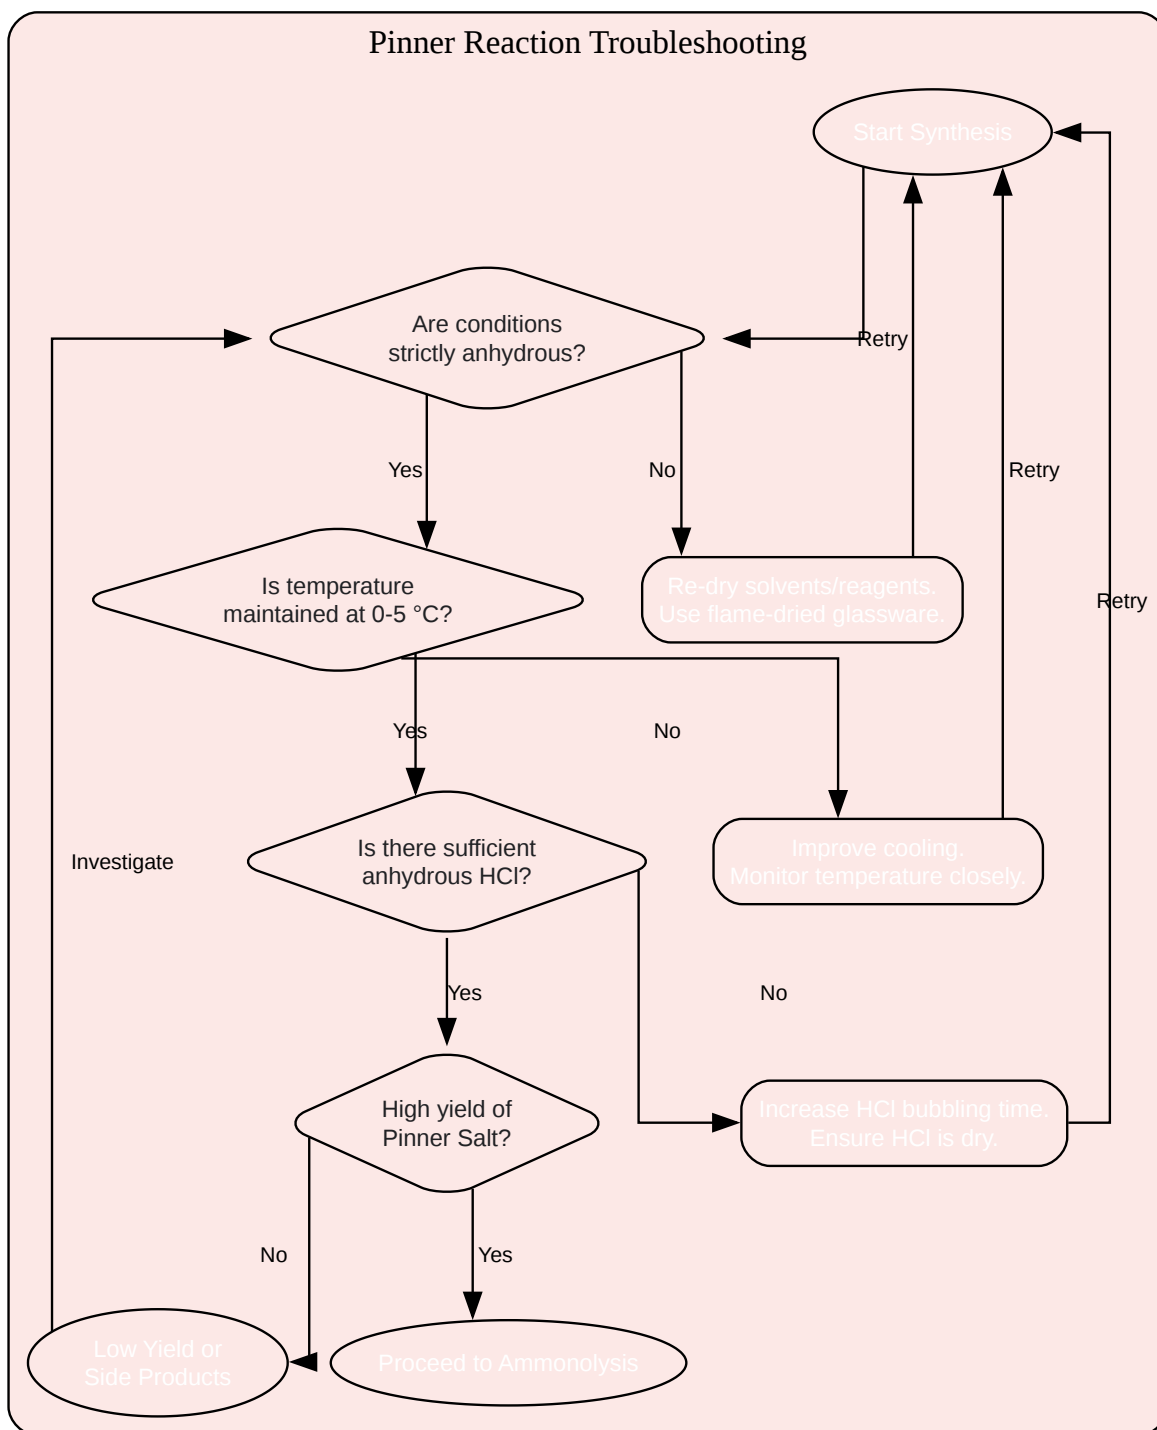 Pinner Reaction Troubleshooting
Start Synthesis
Are conditions
strictly anhydrous?
Retry
Yes
No
Retry
Is temperature
maintained at 0-5 °C?
Re-dry solvents/reagents.
Use flame-dried glassware.
Retry
Yes
No
Investigate
Is there sufficient
anhydrous HCl?
Improve cooling.
Monitor temperature closely.
Yes
No
High yield of
Pinner Salt?
Increase HCl bubbling time.
Ensure HCl is dry.
No
Yes
Low Yield or
Side Products
Proceed to Ammonolysis